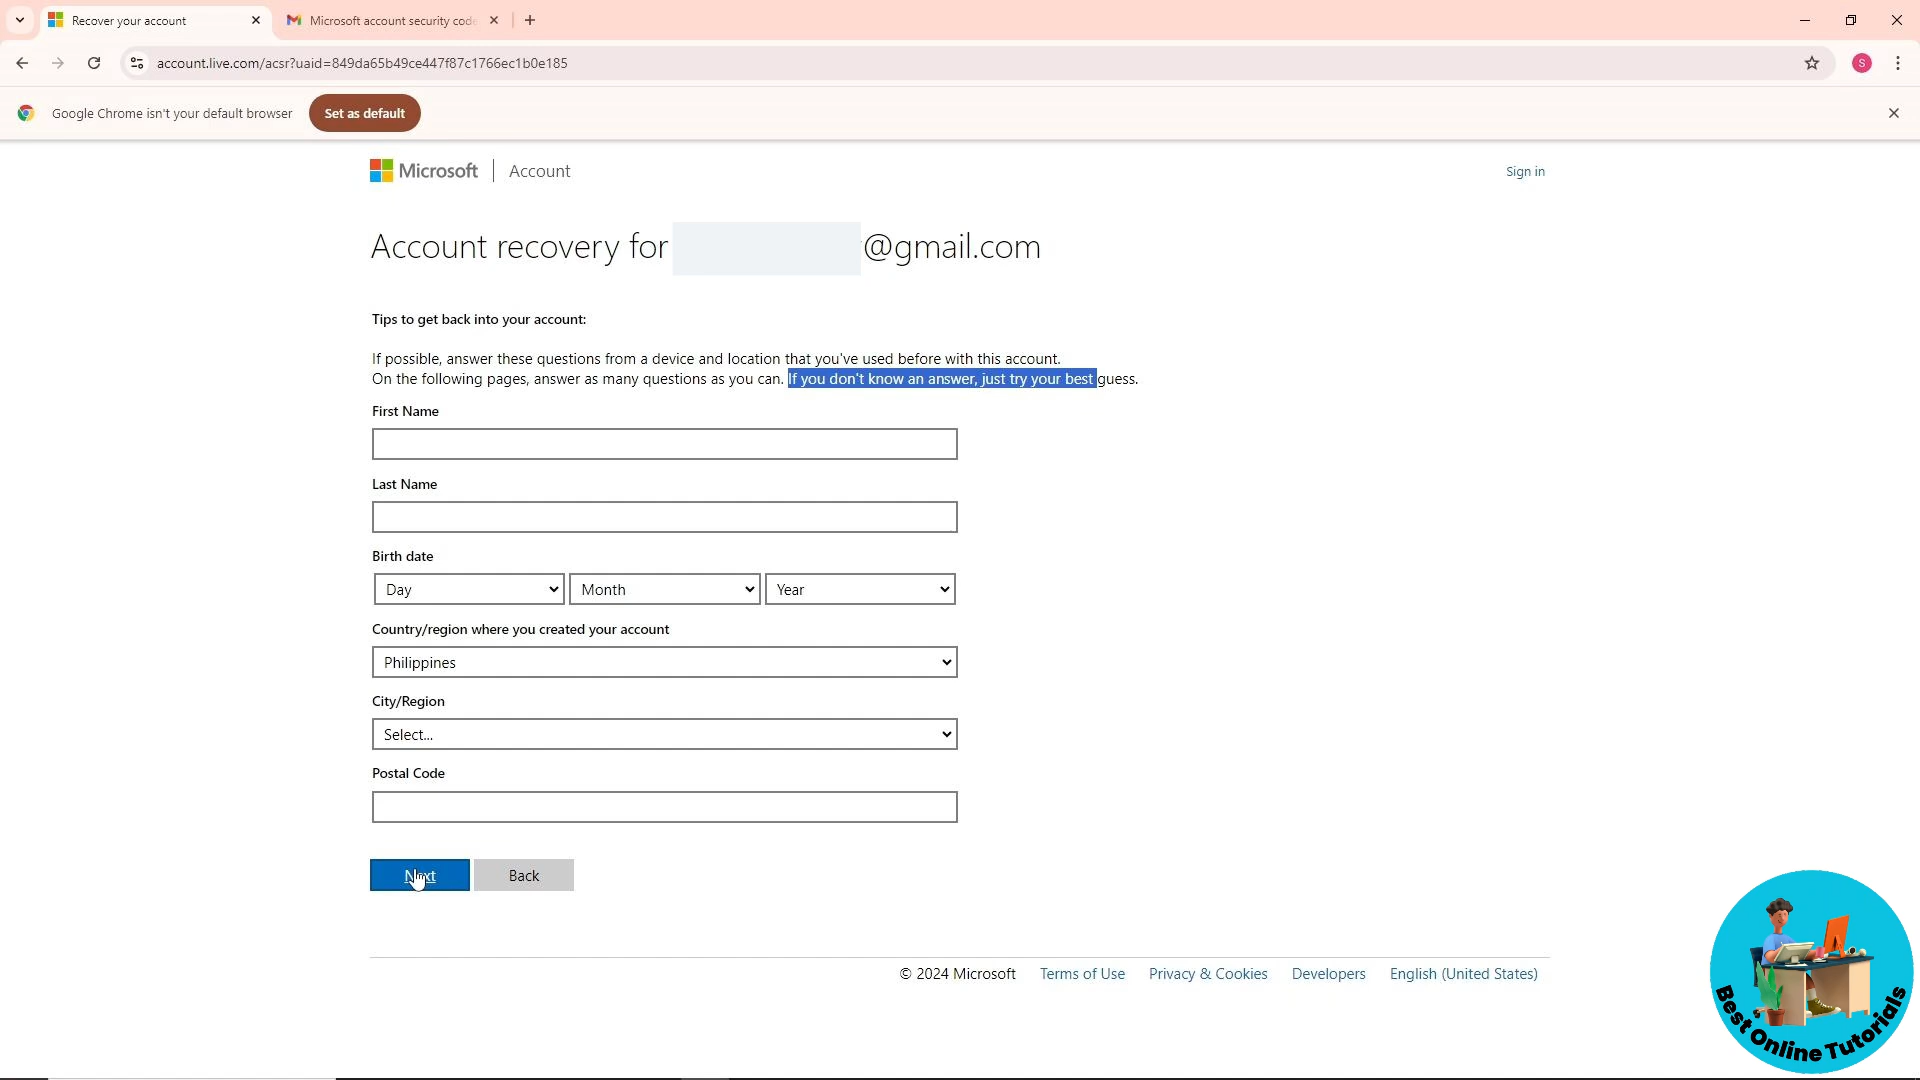 Recover your account
Microsoft account security code
account.live.com/acsr?uaid=849da65b49ce447f87c1766ec1b0e185
S
Google Chrome isn't your default browser
Set as default
Microsoft
Account
Sign in
Account recovery for
@gmail.com
Tips to get back into your account:
If possible, answer these questions from a device and location that you've used before with this account.
On the following pages, answer as many questions as you can. If you don't know an answer, just try your best guess.
First Name
Last Name
Birth date
Day
Month
Year
Country/region where you created your account
Philippines
City/Region
Select...
Postal Code
Next
Back
© 2024 Microsoft
Terms of Use
Privacy & Cookies
Developers
English (United States)
Best Online Tutorials